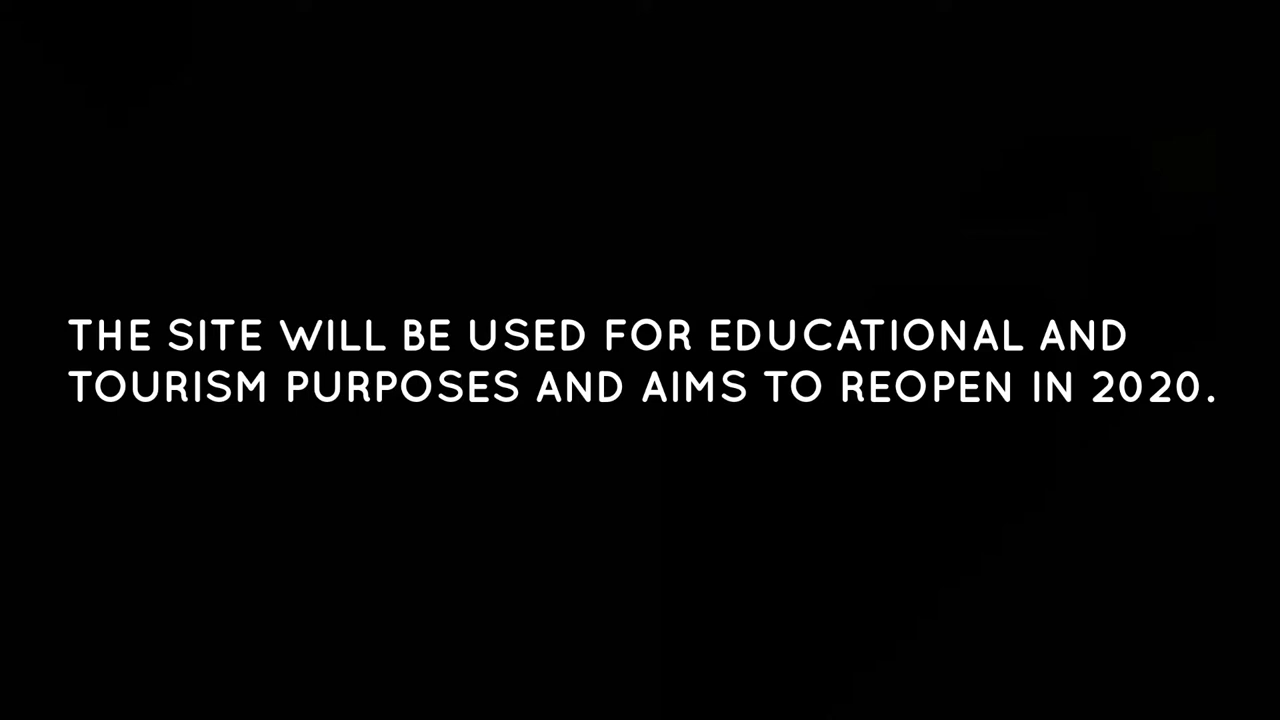 THE SITE WILL BE USED FOR EDUCATIONAL AND
TOURISM PURPOSES AND AIMS TO REOPEN IN 2020.